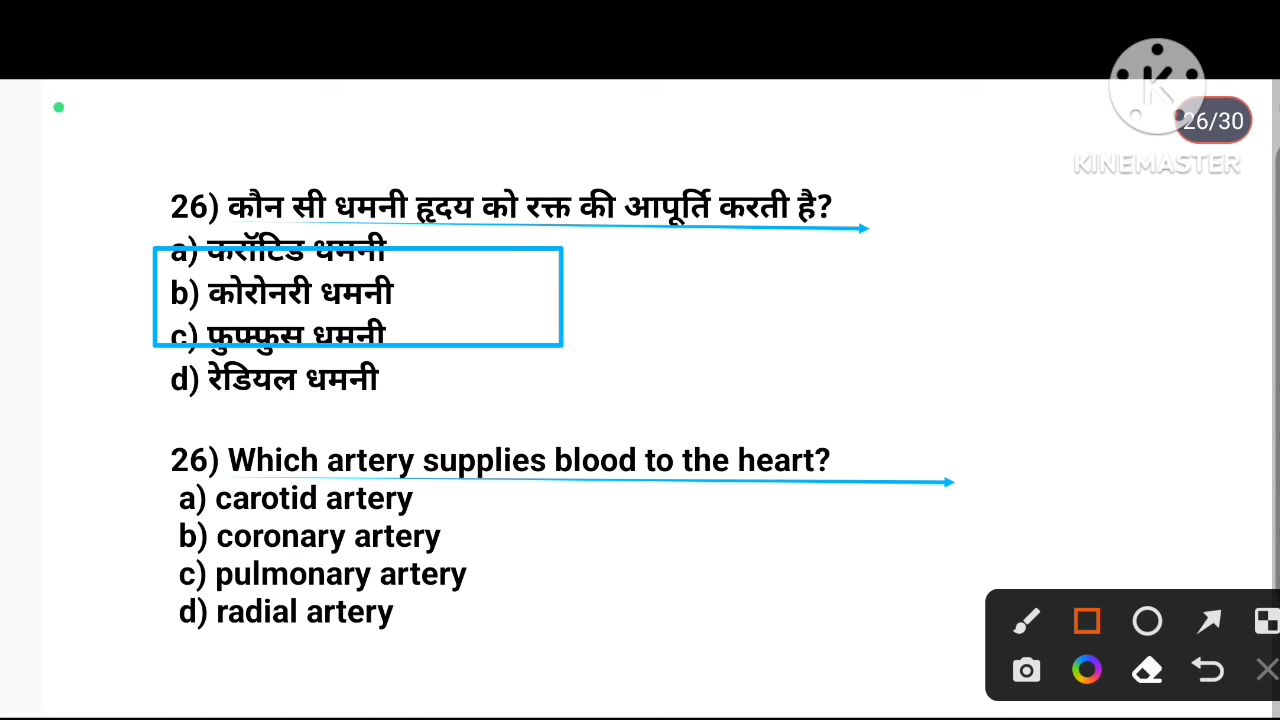 26/30
KINEMASTER
26) कौन सी धमनी हृदय को रक्त की आपूर्ति करती है?
a) करॉटिड धमनी
b) कोरोनरी धमनी
c) फुफ्फुस धमनी
d) रेडियल धमनी
26) Which artery supplies blood to the heart?
a) carotid artery
b) coronary artery
c) pulmonary artery
d) radial artery